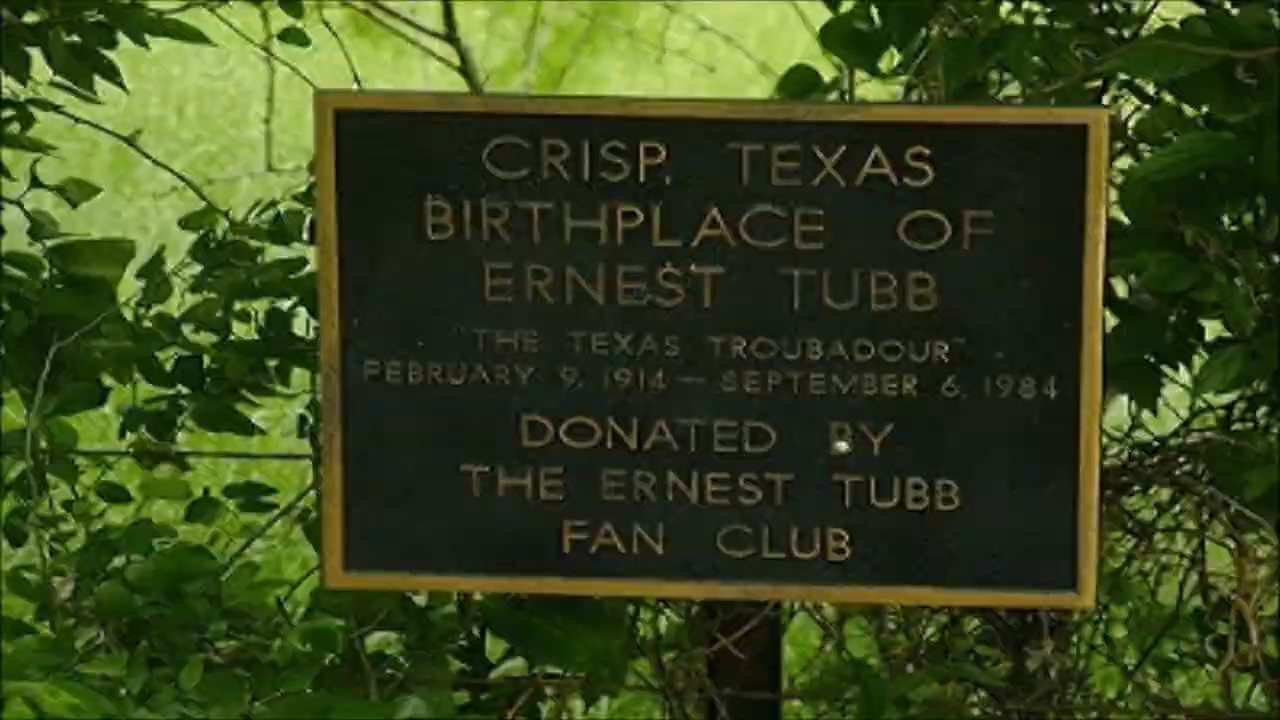 CRISP, TEXAS
BIRTHPLACE OF
ERNEST TUBB
"THE TEXAS TROUBADOUR"
FEBRUARY 9, 1914 — SEPTEMBER 6, 1984
DONATED BY
THE ERNEST TUBB
FAN CLUB